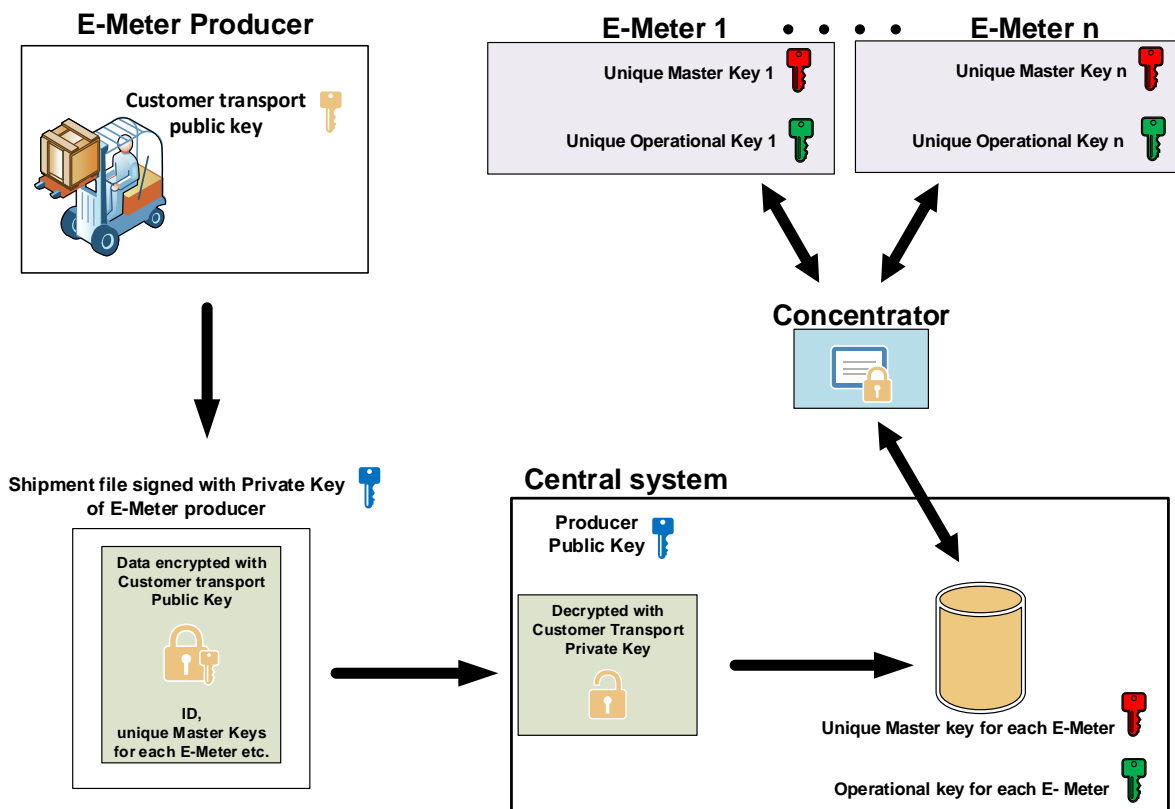 E-Meter Producer
Customer transport
public key
E-Meter 1
E-Meter n
Unique Master Key 1
Unique Operational Key 1
Unique Master Key n
Unique Operational Key n
Concentrator
Shipment file signed with Private Key
of E-Meter producer
Data encrypted with
Customer transport
Public Key
ID,
unique Master Keys
for each E-Meter etc.
Central system
Producer
Public Key
Decrypted with
Customer Transport
Private Key
Unique Master key for each E-Meter
Operational key for each E- Meter